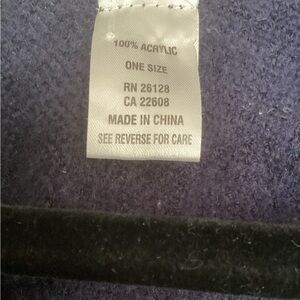 100% ACRYLIC
ONE SIZE
RN 26128
CA 22608
MADE IN CHINA
SEE REVERSE FOR CARE